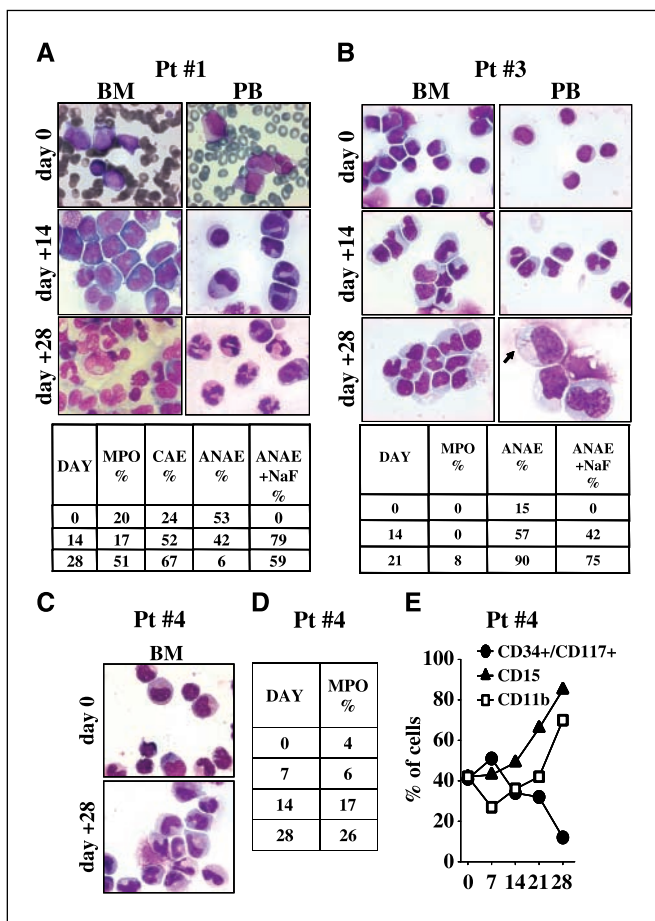 A
Pt #1
BM PB
day 0
day +14
day +28
DAY MPO % CAE % ANAE % ANAE +NaF %
0 20 24 53 0
14 17 52 42 79
28 51 67 6 59
B
Pt #3
BM PB
day 0
day +14
day +28
DAY MPO % ANAE % ANAE +NaF %
0 0 15 0
14 0 57 42
21 8 90 75
C
Pt #4
BM
day 0
day +28
D
Pt #4
DAY MPO %
0 4
7 6
14 17
28 26
E
Pt #4
CD34+/CD117+
CD15
CD11b
% of cells
100
80
60
40
20
0
0 7 14 21 28